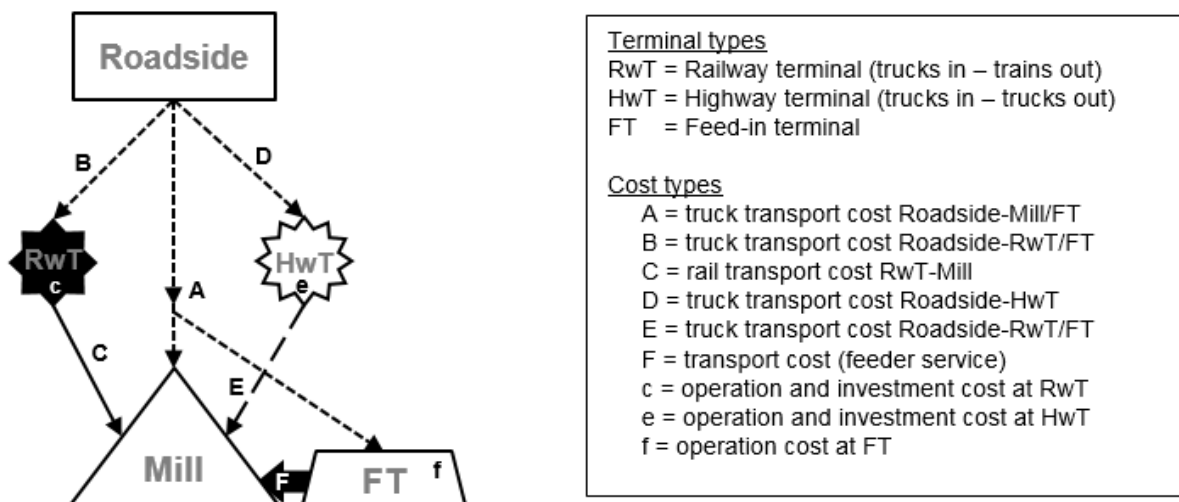 Roadside
B
D
RwT
c
HwT
e
A
C
E
Mill
F
FT
f
Terminal types
RwT = Railway terminal (trucks in – trains out)
HwT = Highway terminal (trucks in – trucks out)
FT = Feed-in terminal
Cost types
A = truck transport cost Roadside-Mill/FT
B = truck transport cost Roadside-RwT/FT
C = rail transport cost RwT-Mill
D = truck transport cost Roadside-HwT
E = truck transport cost Roadside-RwT/FT
F = transport cost (feeder service)
c = operation and investment cost at RwT
e = operation and investment cost at HwT
f = operation cost at FT